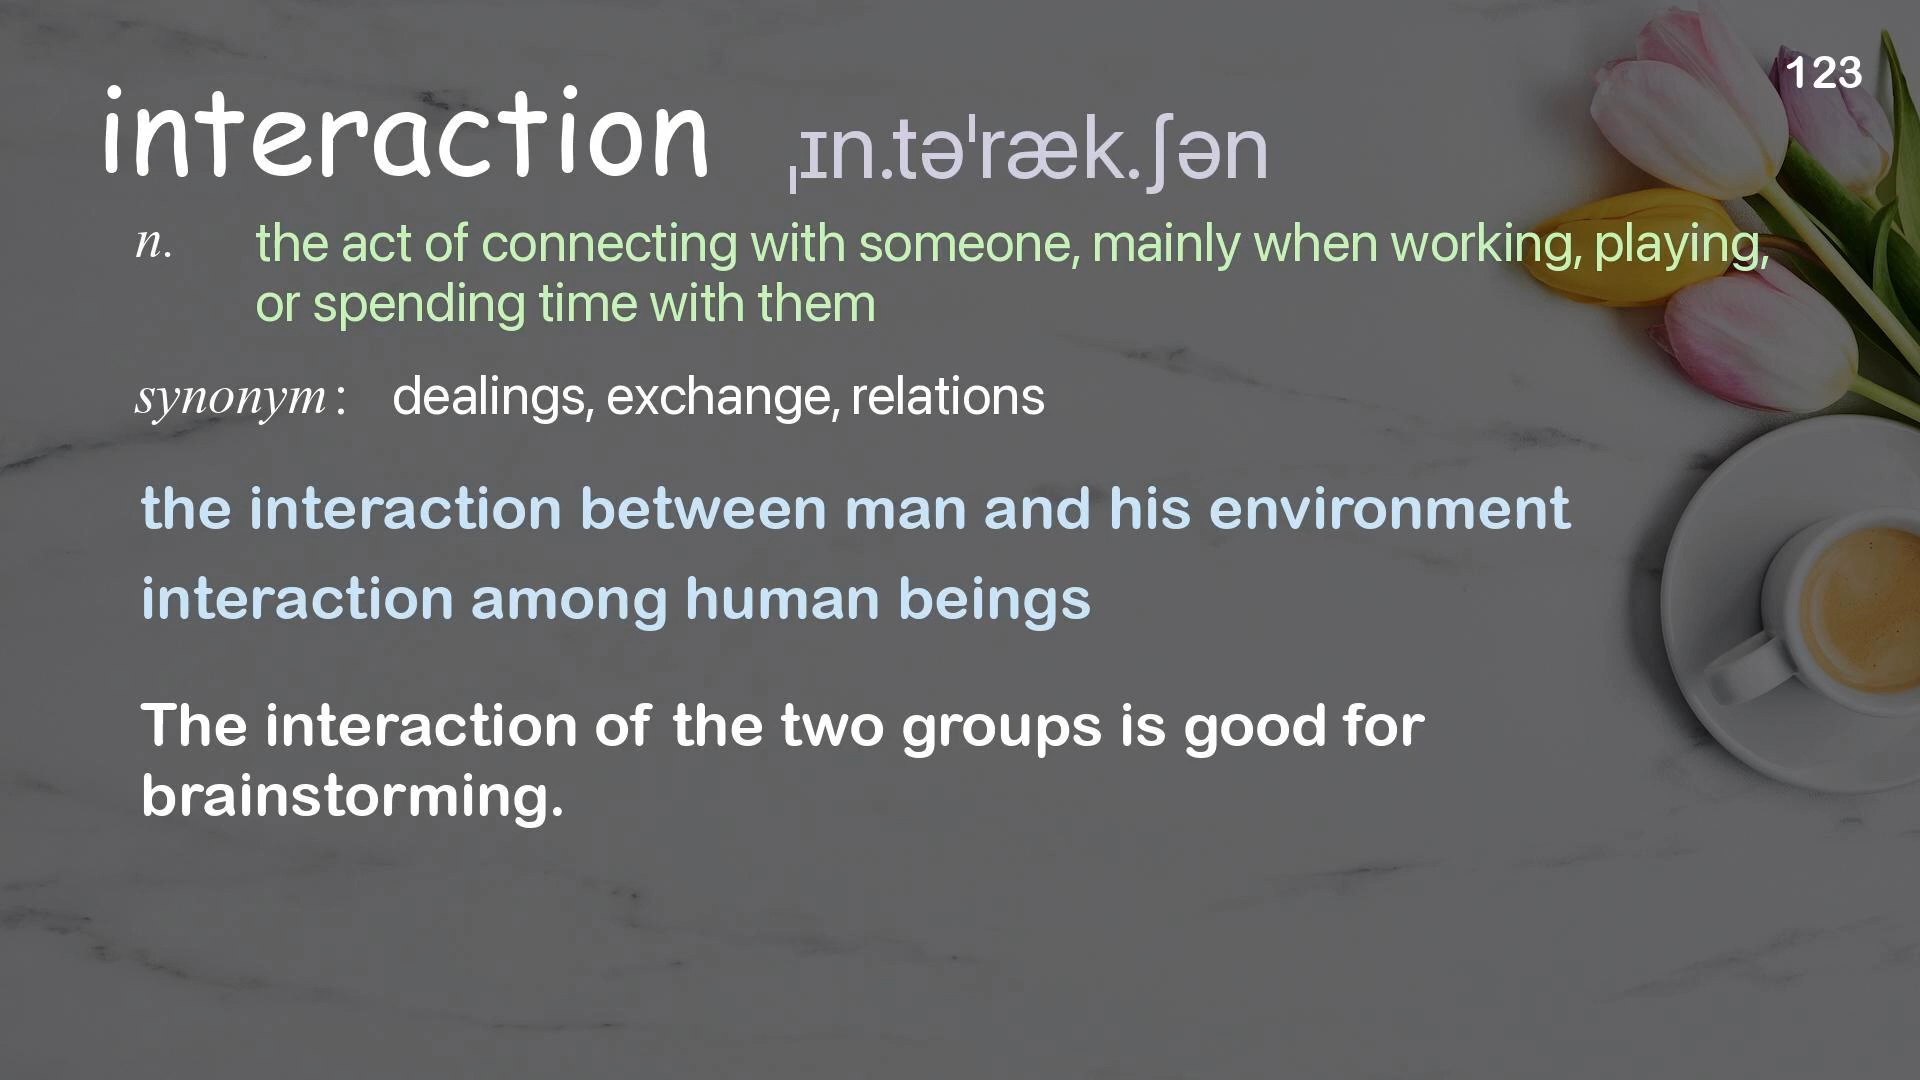 123
interaction ˌɪn.təˈræk.ʃən
n. the act of connecting with someone, mainly when working, playing,
or spending time with them
synonym : dealings, exchange, relations
the interaction between man and his environment
interaction among human beings
The interaction of the two groups is good for
brainstorming.